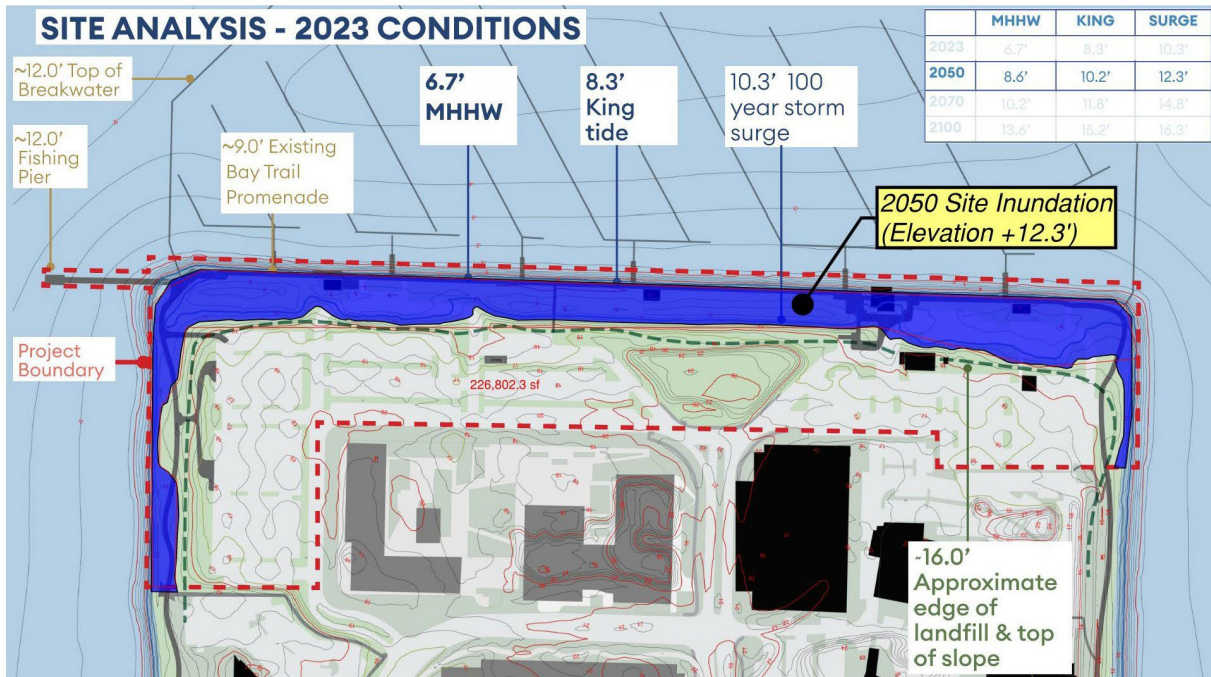 SITE ANALYSIS - 2023 CONDITIONS
MHHW KING SURGE
2023 6.7’ 8.3’ 10.3’
2050 8.6’ 10.2’ 12.3’
2070 10.2’ 11.8’ 14.8’
2100 13.6’ 15.2’ 16.3’
~12.0’ Top of
Breakwater
~12.0’
Fishing
Pier
~9.0’ Existing
Bay Trail
Promenade
6.7’
MHHW
8.3’
King
tide
10.3’ 100
year storm
surge
2050 Site Inundation
(Elevation +12.3')
Project
Boundary
226,802.3 sf
~16.0’
Approximate
edge of
landfill & top
of slope